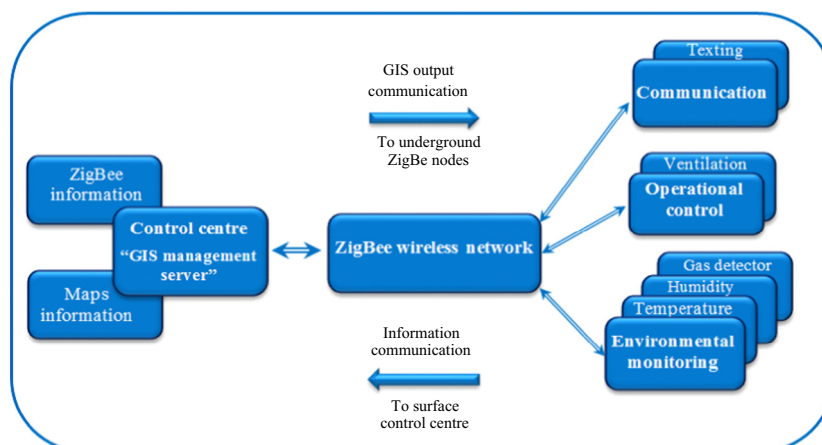 GIS output
communication
To underground
ZigBe nodes
Texting
Communication
ZigBee
information
Control centre
“GIS management
server”
Maps
information
ZigBee wireless network
Ventilation
Operational
control
Gas detector
Humidity
Temperature
Environmental
monitoring
Information
communication
To surface
control centre